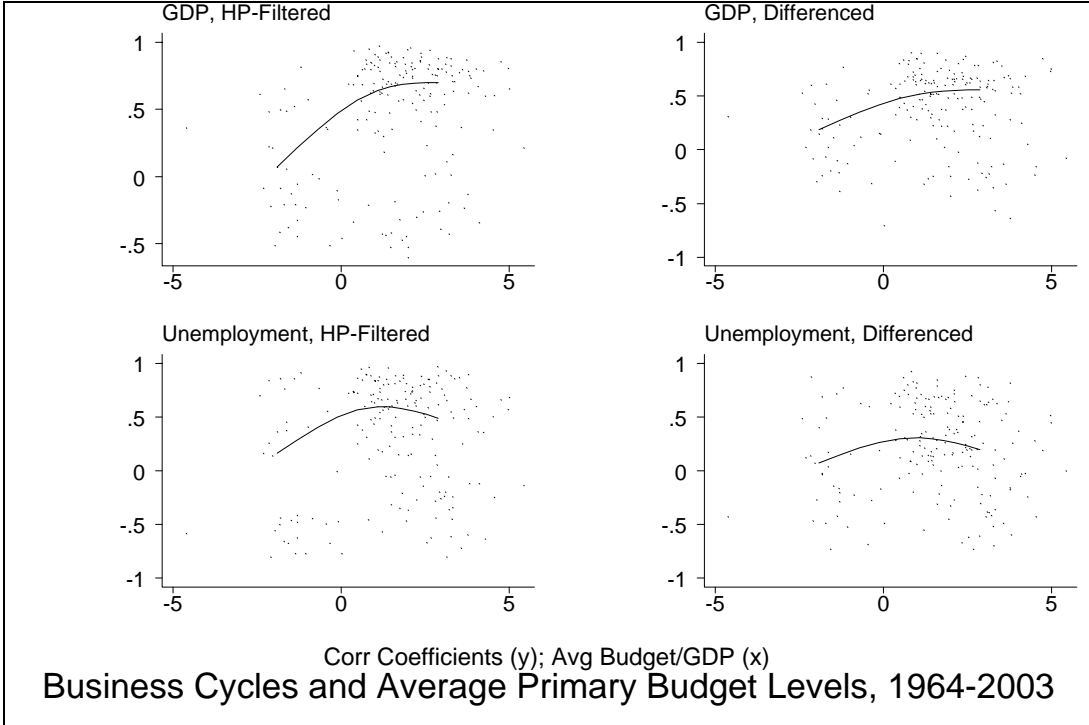 GDP, HP-Filtered
1
.5
0
-.5
-5 0 5
GDP, Differenced
1
.5
0
-.5
-1
-5 0 5
Unemployment, HP-Filtered
1
.5
0
-.5
-1
-5 0 5
Unemployment, Differenced
1
.5
0
-.5
-1
-5 0 5
Corr Coefficients (y); Avg Budget/GDP (x)
Business Cycles and Average Primary Budget Levels, 1964-2003